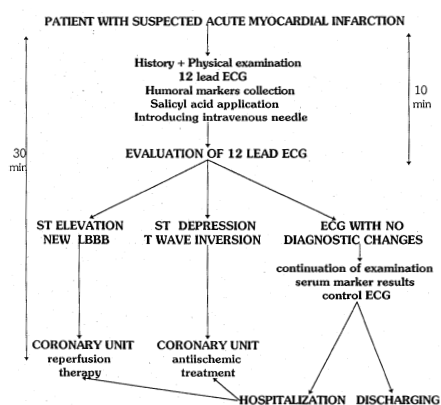 PATIENT WITH SUSPECTED ACUTE MYOCARDIAL INFARCTION
History + Physical examination
12 lead ECG
Humoral markers collection
Salicyl acid application
Introducing intravenous needle
10
min
30
min
EVALUATION OF 12 LEAD ECG
ST ELEVATION
NEW LBBB
ST DEPRESSION
T WAVE INVERSION
ECG WITH NO
DIAGNOSTIC CHANGES
continuation of examination
serum marker results
control ECG
CORONARY UNIT
reperfusion
therapy
CORONARY UNIT
antiischemic
treatment
HOSPITALIZATION
DISCHARGING